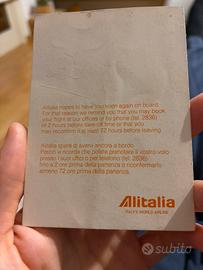 Alitalia hopes to have you soon again on board.
For that reason we remind you that you may book
your flight at our offices or by phone (tel. 2836)
at 2 hours before take-off time or that you
may reconfirm it at least 72 hours before leaving.
Alitalia spera di avervi ancora a bordo.
Perciò vi ricorda che potete prenotare il vostro volo
presso i suoi uffici o per telefono (tel. 2836)
fino a 2 ore prima della partenza e riconfermarlo
almeno 72 ore prima della partenza.
Alitalia
ITALY'S WORLD AIRLINE
subito